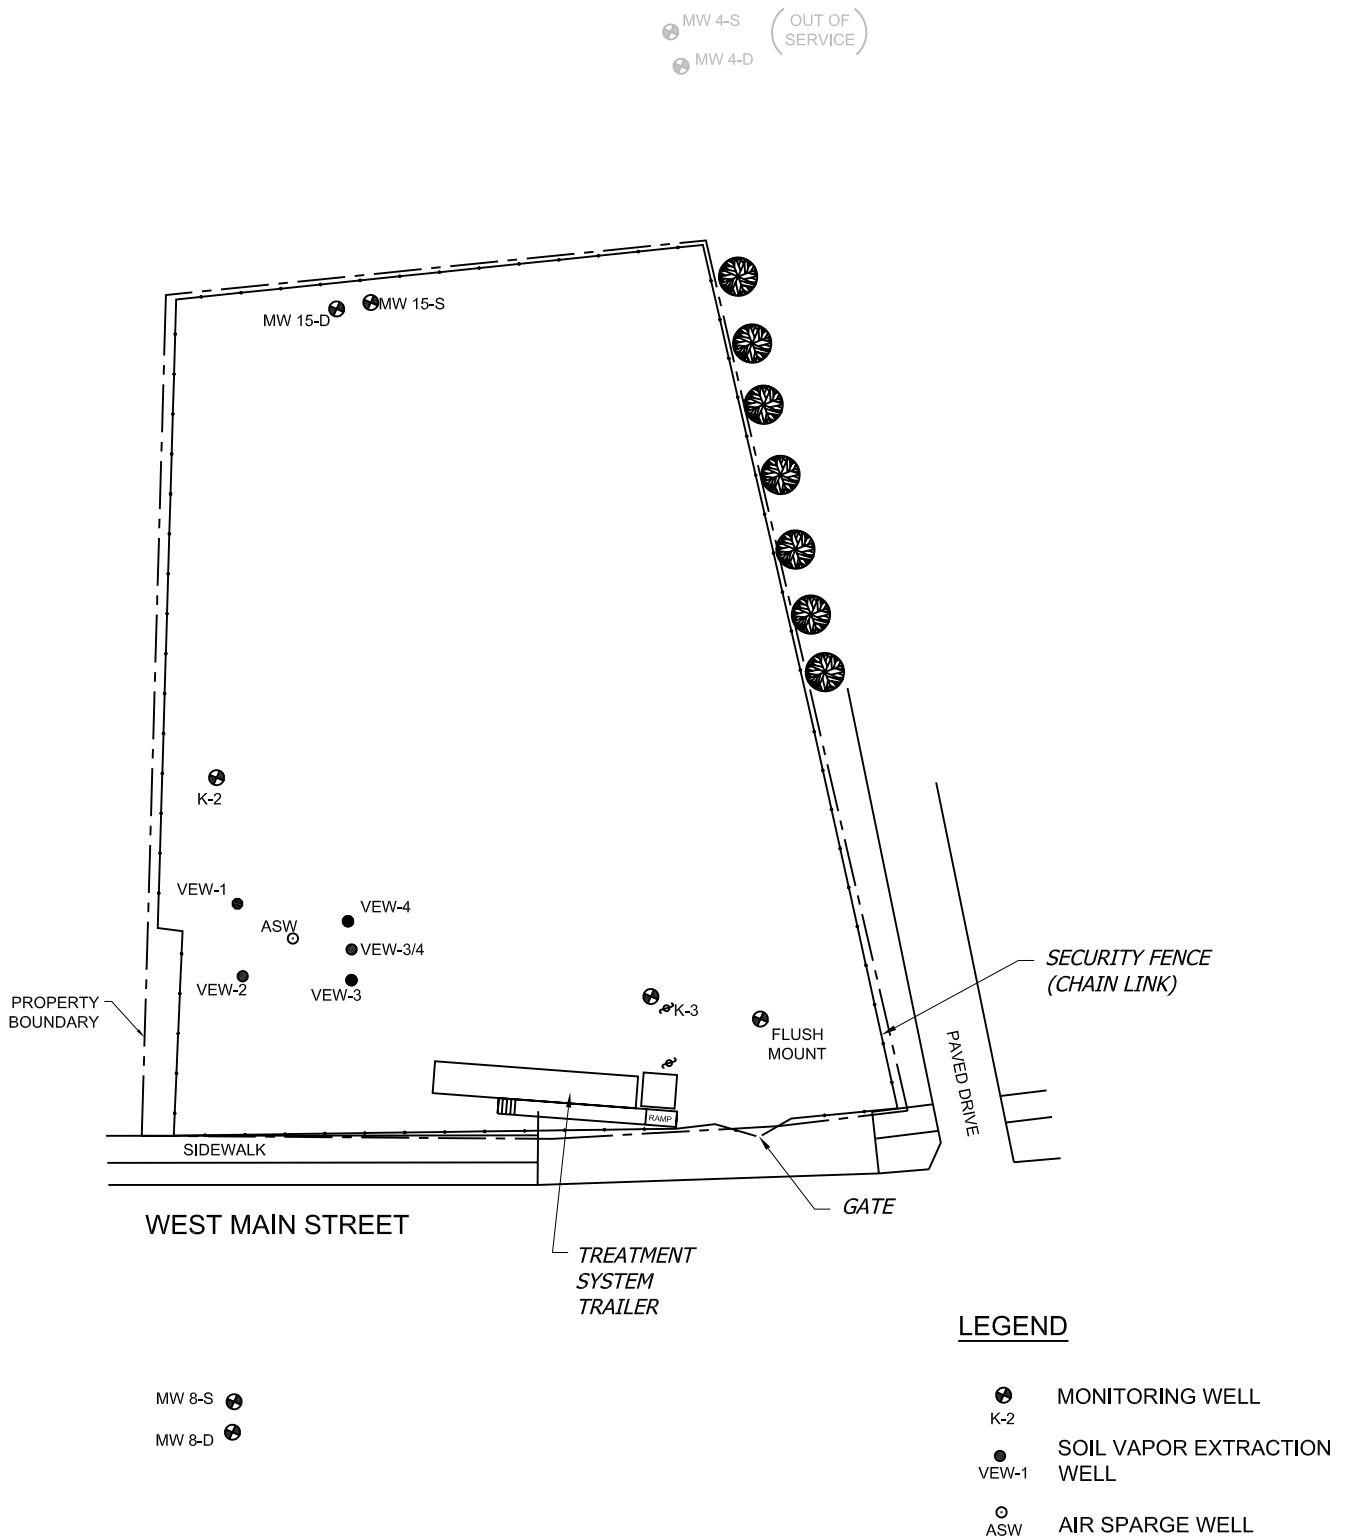 MW 4-S
OUT OF
SERVICE
MW 4-D
MW 15-D
MW 15-S
K-2
VEW-1
VEW-4
ASW
VEW-3/4
VEW-2
VEW-3
PROPERTY
BOUNDARY
SECURITY FENCE
(CHAIN LINK)
K-3
FLUSH
MOUNT
PAVED DRIVE
RAMP
SIDEWALK
WEST MAIN STREET
GATE
TREATMENT
SYSTEM
TRAILER
LEGEND
MW 8-S
MW 8-D
MONITORING WELL
K-2
SOIL VAPOR EXTRACTION
WELL
VEW-1
AIR SPARGE WELL
ASW